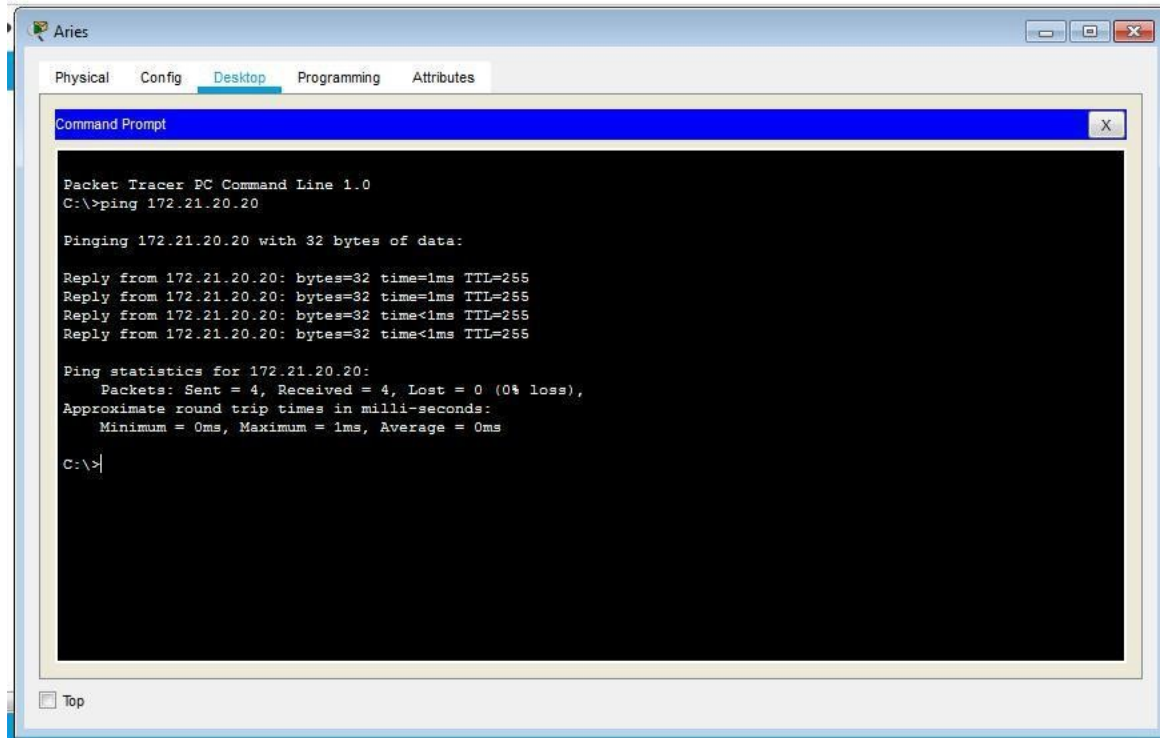 Aries
Physical Config Desktop Programming Attributes
Command Prompt
X
Packet Tracer PC Command Line 1.0
C:\>ping 172.21.20.20
Pinging 172.21.20.20 with 32 bytes of data:
Reply from 172.21.20.20: bytes=32 time=1ms TTL=255
Reply from 172.21.20.20: bytes=32 time=1ms TTL=255
Reply from 172.21.20.20: bytes=32 time<1ms TTL=255
Reply from 172.21.20.20: bytes=32 time<1ms TTL=255
Ping statistics for 172.21.20.20:
Packets: Sent = 4, Received = 4, Lost = 0 (0% loss),
Approximate round trip times in milli-seconds:
Minimum = 0ms, Maximum = 1ms, Average = 0ms
C:\>
Top